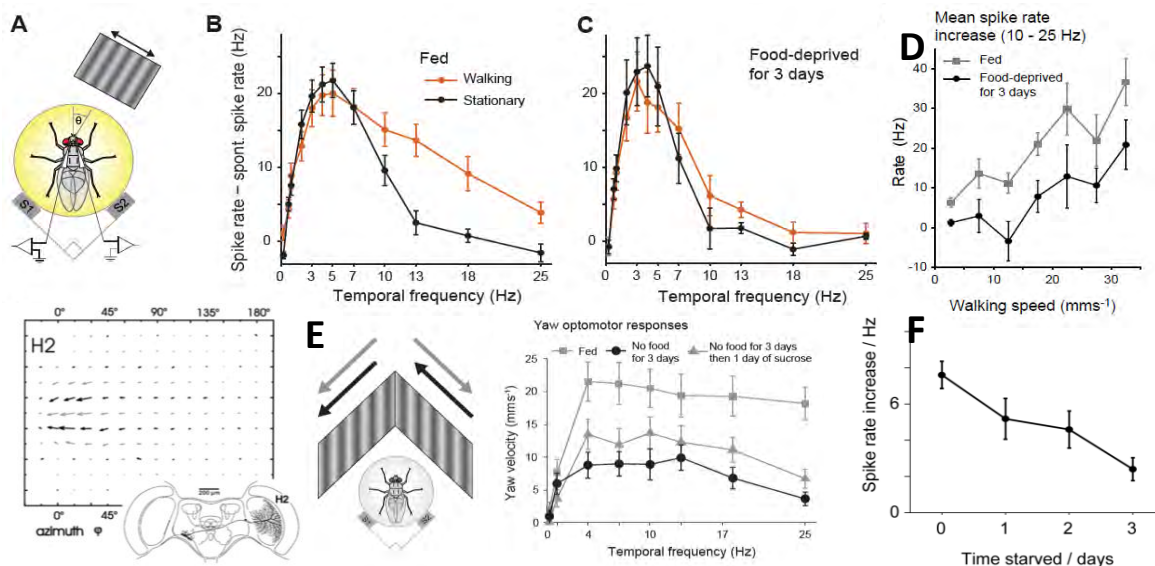 A
θ
S1
S2
B
Fed
Walking
Stationary
Spike rate – spont. spike rate (Hz)
20
10
0
0
3
5
7
10
13
18
25
Temporal frequency (Hz)
C
Food-deprived
for 3 days
20
10
0
0
3
5
7
10
13
18
25
Temporal frequency (Hz)
Mean spike rate
increase (10 - 25 Hz)
D
Fed
Food-deprived
for 3 days
Rate (Hz)
40
30
20
10
0
-10
0
10
20
30
Walking speed (mms-1)
0°
45°
90°
135°
180°
H2
0°
45°
azimuth φ
200 μm
H2
E
S2
Yaw optomotor responses
Fed
No food
for 3 days
No food for 3 days
then 1 day of sucrose
Yaw velocity (mms-1)
25
20
15
10
5
0
0
4
7
10
13
18
25
Temporal frequency (Hz)
F
Spike rate increase / Hz
6
0
0
1
2
3
Time starved / days